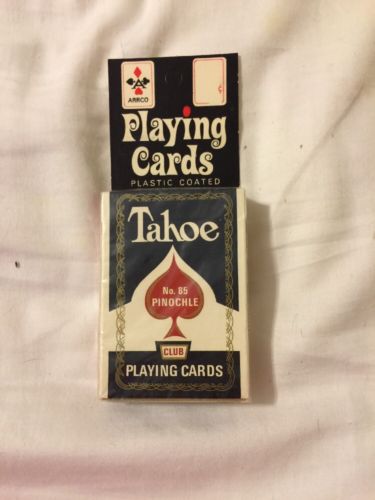 ARRCO
Playing
Cards
PLASTIC COATED
Tahoe
No. 85
PINOCHLE
CLUB
PLAYING CARDS